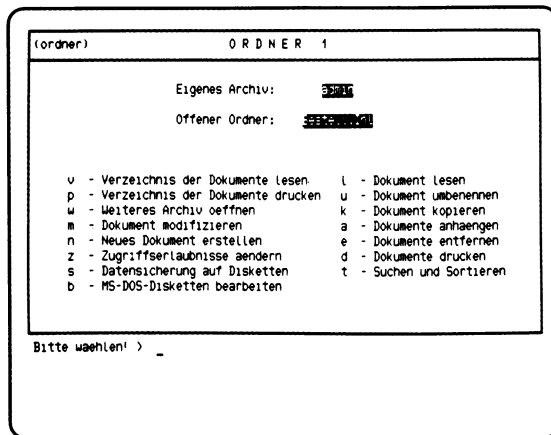 (ordner) ORDNER 1
Eigenes Archiv: admin
Offener Ordner:
v - Verzeichnis der Dokumente lesen l - Dokument lesen
p - Verzeichnis der Dokumente drucken u - Dokument umbenennen
w - Weiteres Archiv oeffnen k - Dokument kopieren
m - Dokument modifizieren a - Dokumente anhaengen
n - Neues Dokument erstellen e - Dokumente entfernen
z - Zugriffserlaubnisse aendern d - Dokumente drucken
s - Datensicherung auf Disketten t - Suchen und Sortieren
b - MS-DOS-Disketten bearbeiten
Bitte waehlen! > _